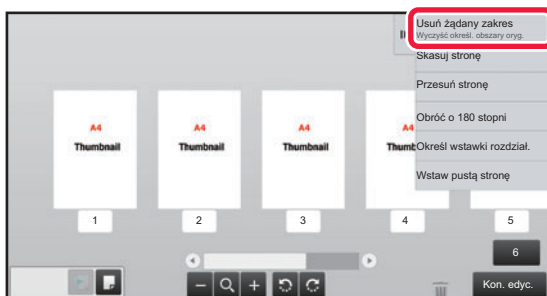 Usuń żądany zakres
Wyczyść określ. obszary oryg.
Skasuj stronę
Przesuń stronę
Obróć o 180 stopni
Określ wstawki rozdział.
Wstaw pustą stronę
A4
Thumbnail
A4
Thumbnail
A4
Thumbnail
A4
Thumb
1
2
3
4
5
6
Kon. edyc.